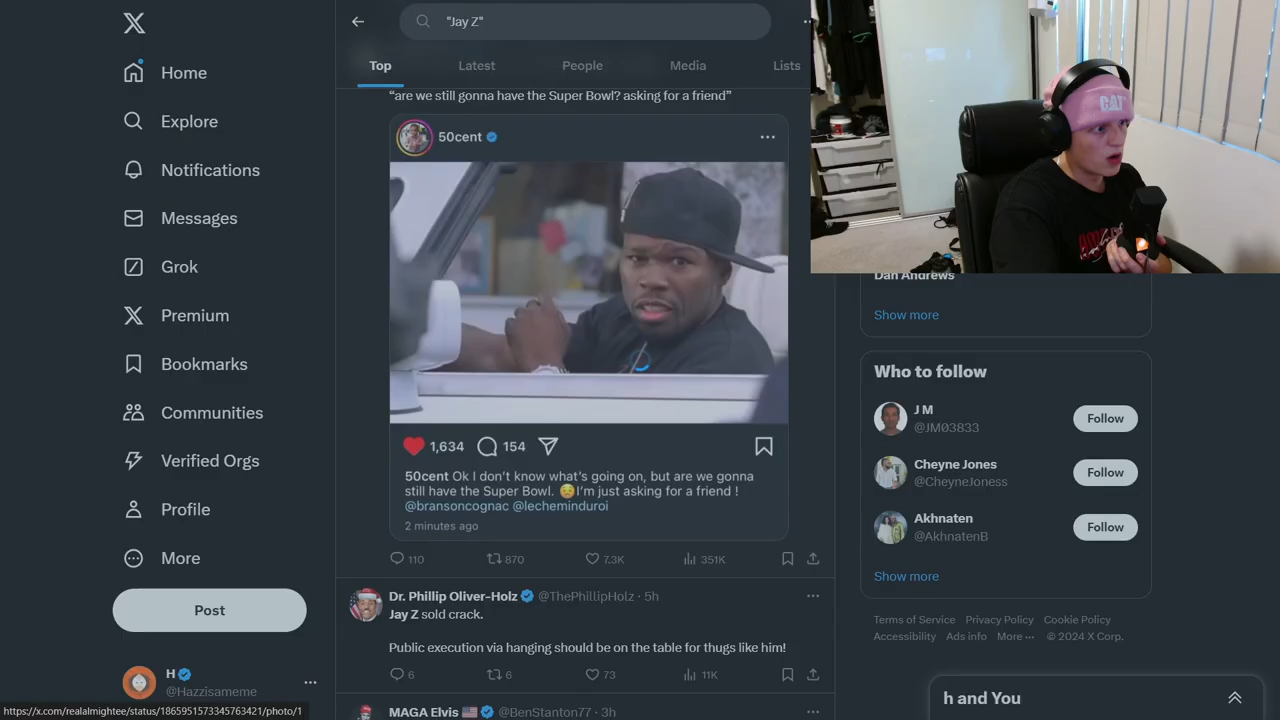 "Jay Z"
Home
Explore
Notifications
Messages
Grok
Premium
Bookmarks
Communities
Verified Orgs
Profile
More
Post
H
@Hazzisameme
https://x.com/realalmightee/status/1865951573345763421/photo/1
Top
Latest
People
Media
Lists
“are we still gonna have the Super Bowl? asking for a friend”
50cent
1,634
154
50cent Ok I don't know what's going on, but are we gonna
still have the Super Bowl. 😟I'm just asking for a friend !
@bransoncognac @lecheminduroi
2 minutes ago
110
870
7.3K
351K
Dr. Phillip Oliver-Holz @ThePhillipHolz · 5h
Jay Z sold crack.
Public execution via hanging should be on the table for thugs like him!
6
6
73
11K
MAGA Elvis 🇺🇸 @BenStanton77 · 3h
CAT
Dan Andrews
Show more
Who to follow
J M
@JM03833
Follow
Cheyne Jones
@CheyneJoness
Follow
Akhnaten
@AkhnatenB
Follow
Show more
Terms of Service Privacy Policy Cookie Policy
Accessibility Ads info More ··· © 2024 X Corp.
h and You